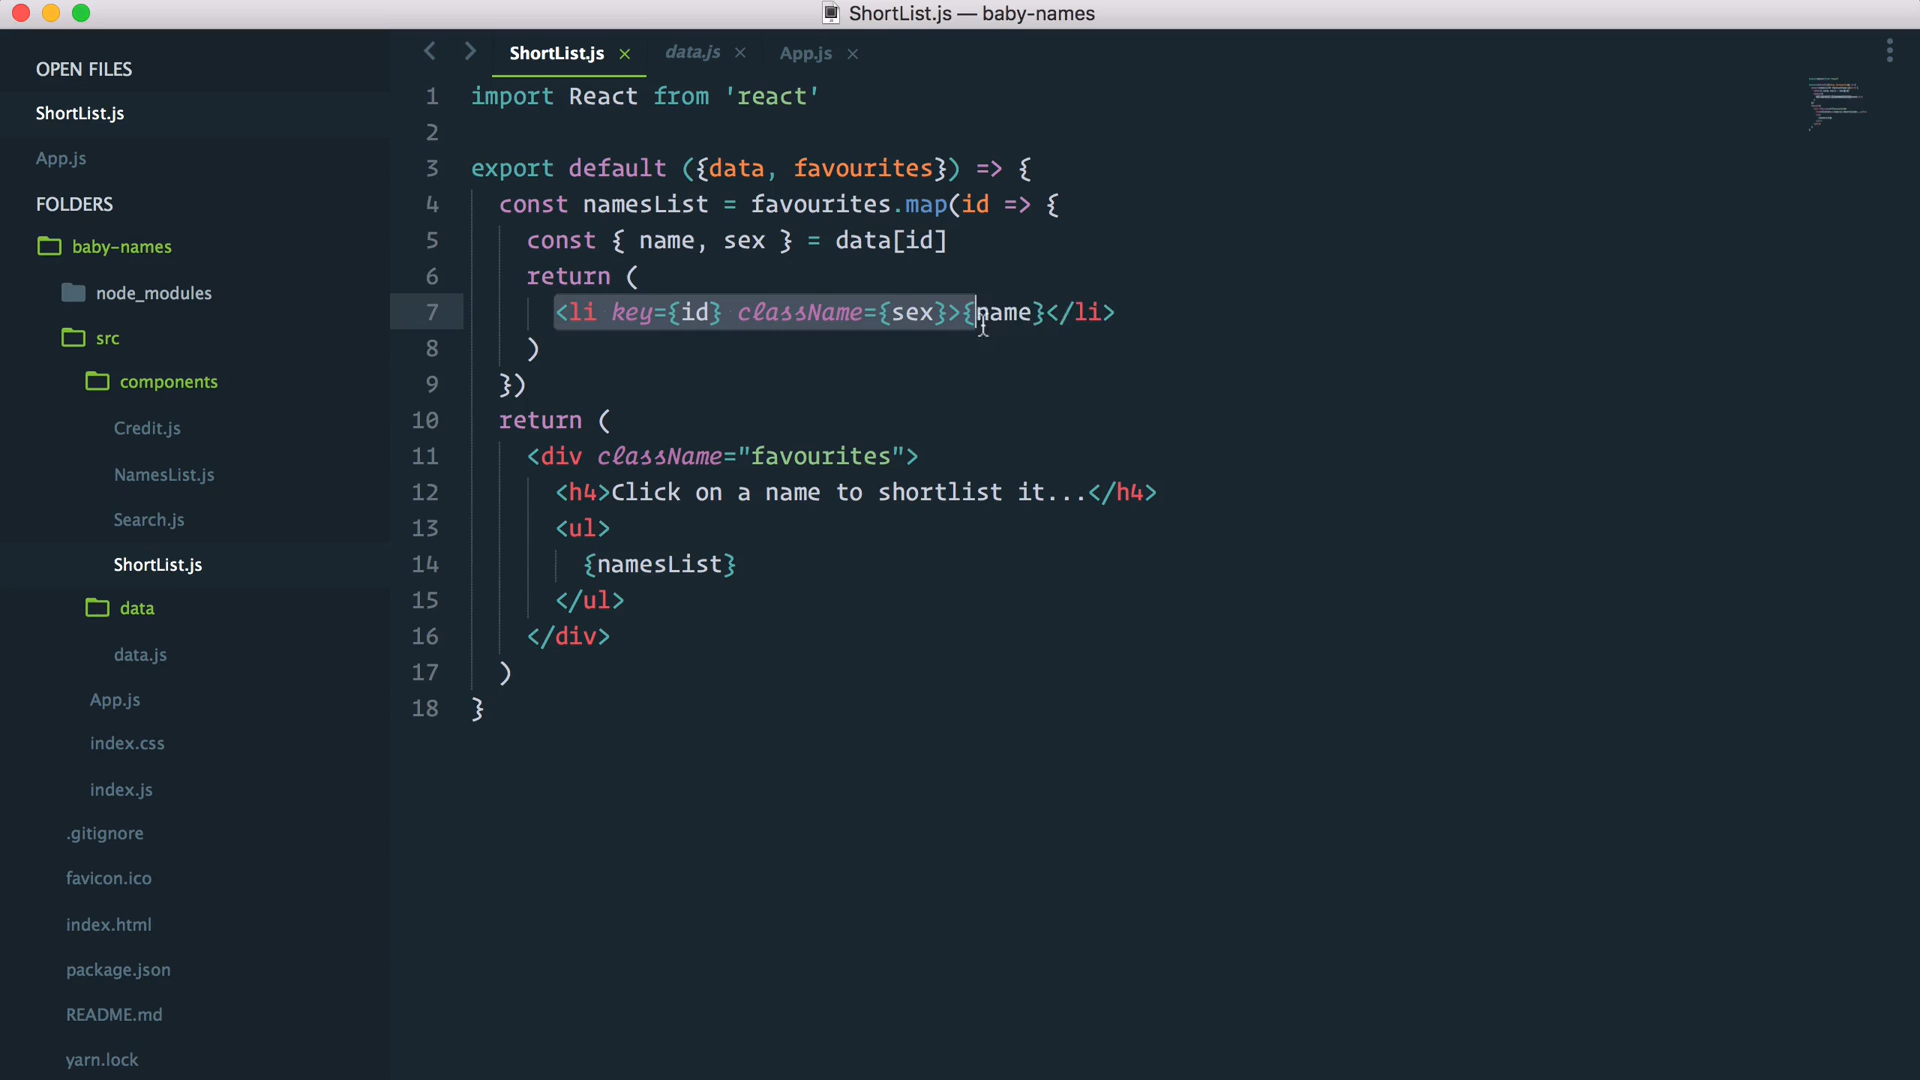 ShortList.js — baby-names
OPEN FILES
ShortList.js
App.js
FOLDERS
baby-names
node_modules
src
components
Credit.js
NamesList.js
Search.js
ShortList.js
data
data.js
App.js
index.css
index.js
.gitignore
favicon.ico
index.html
package.json
README.md
yarn.lock
ShortList.js × data.js × App.js ×
1 import React from 'react'
2
3 export default ({data, favourites}) => {
4 const namesList = favourites.map(id => {
5 const { name, sex } = data[id]
6 return (
7 <li key={id} className={sex}>{name}</li>
8 )
9 })
10 return (
11 <div className="favourites">
12 <h4>Click on a name to shortlist it...</h4>
13 <ul>
14 {namesList}
15 </ul>
16 </div>
17 )
18 }